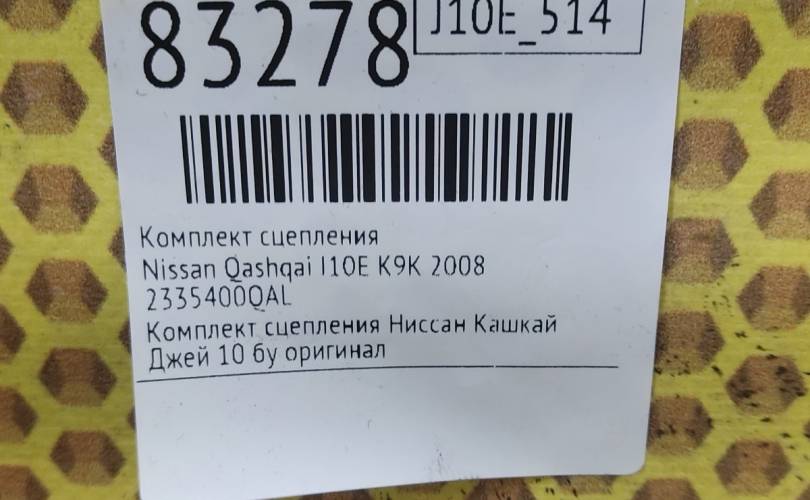 83278
J10E_514
Комплект сцепления
Nissan Qashqai J10E K9K 2008
2335400QAL
Комплект сцепления Ниссан Кашкай
Джей 10 бу оригинал